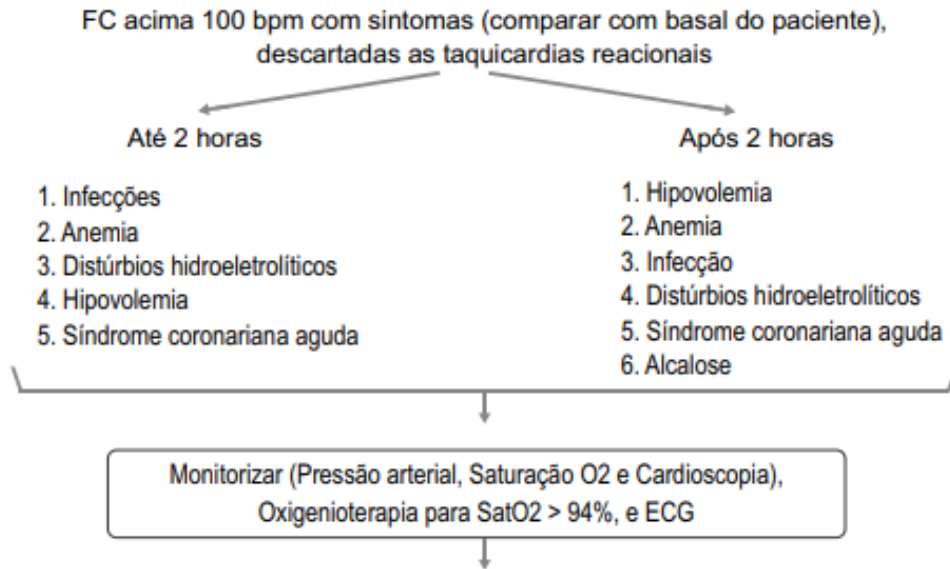 FC acima 100 bpm com sintomas (comparar com basal do paciente),
descartadas as taquicardias reacionais
Até 2 horas
1. Infecções
2. Anemia
3. Distúrbios hidroeletrolíticos
4. Hipovolemia
5. Síndrome coronariana aguda
Após 2 horas
1. Hipovolemia
2. Anemia
3. Infecção
4. Distúrbios hidroeletrolíticos
5. Síndrome coronariana aguda
6. Alcalose
Monitorizar (Pressão arterial, Saturação O2 e Cardioscopia),
Oxigenioterapia para SatO2 > 94%, e ECG